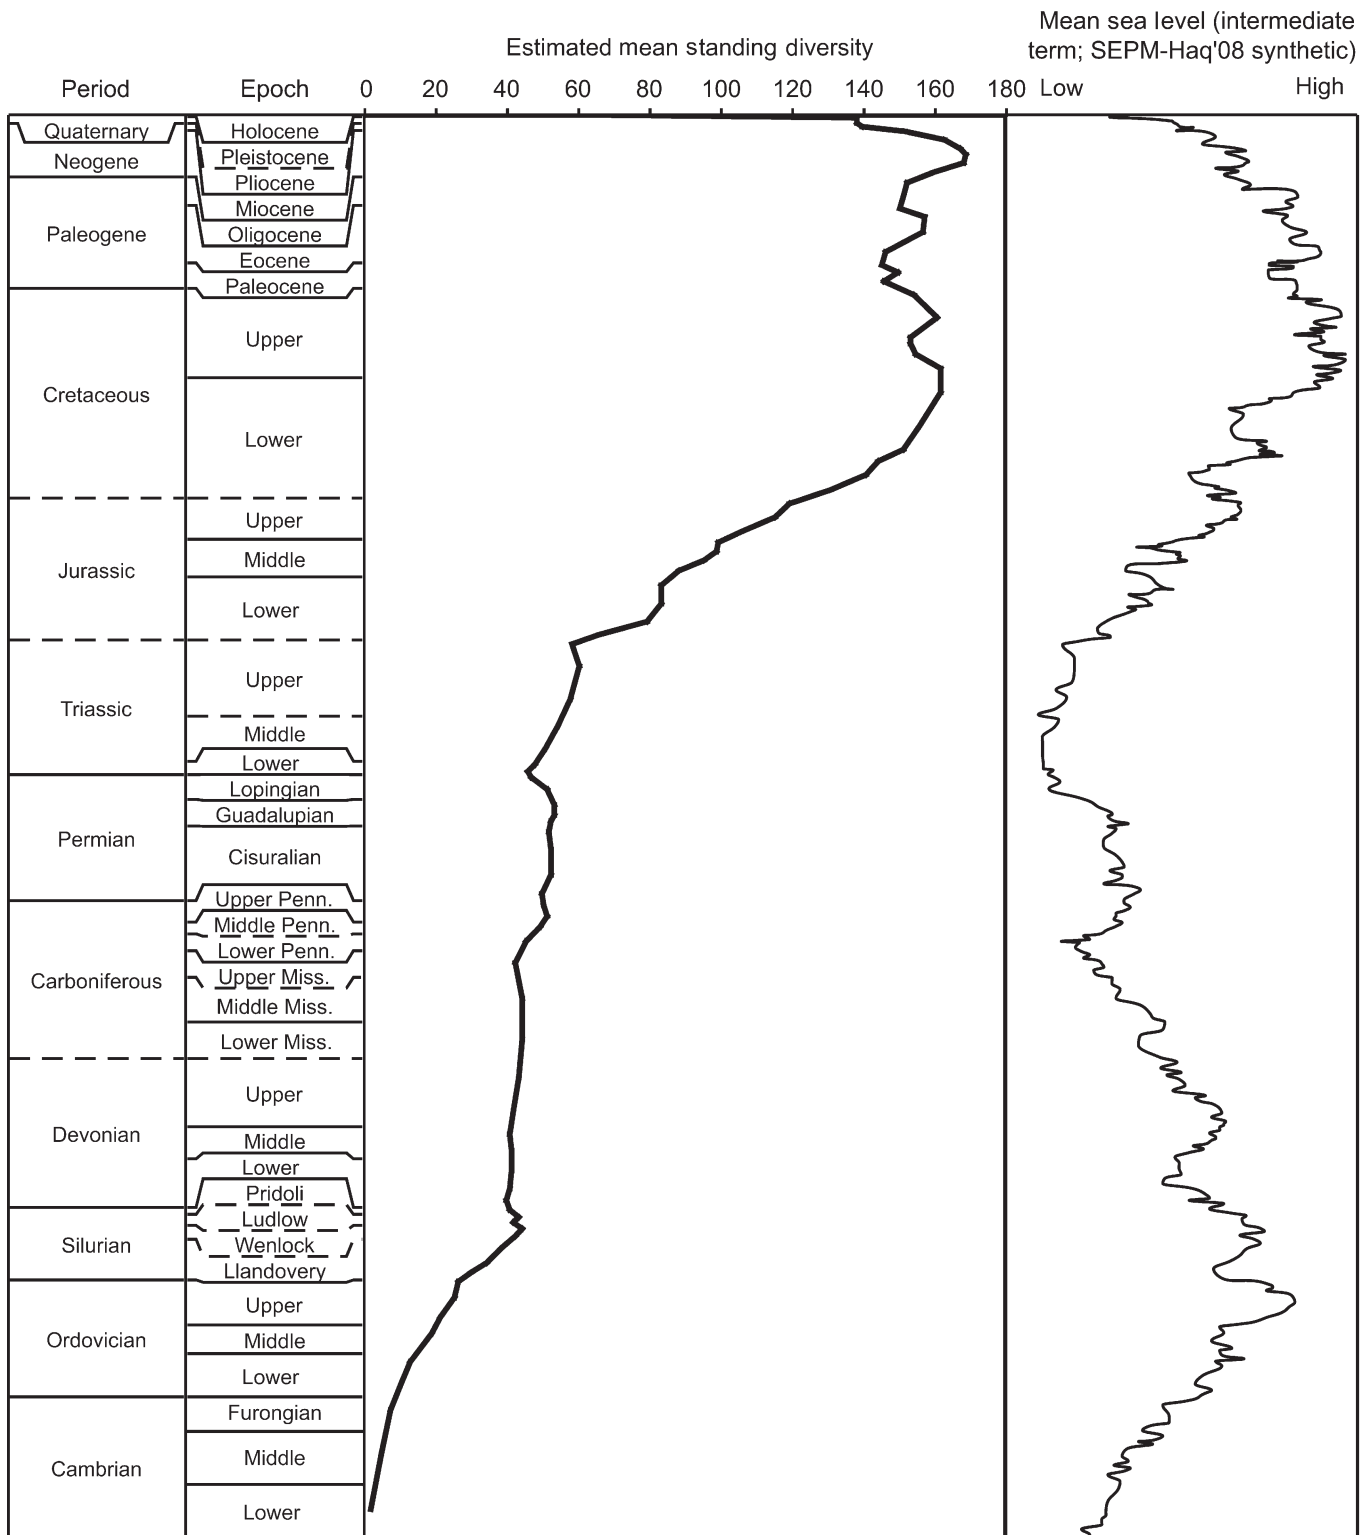 Mean sea level (intermediate
term; SEPM-Haq'08 synthetic)
Estimated mean standing diversity
Period
Epoch
0 20 40 60 80 100 120 140 160 180
Low
High
Quaternary
Neogene
Paleogene
Cretaceous
Jurassic
Triassic
Permian
Carboniferous
Devonian
Silurian
Ordovician
Cambrian
Holocene
Pleistocene
Pliocene
Miocene
Oligocene
Eocene
Paleocene
Upper
Lower
Upper
Middle
Lower
Upper
Middle
Lower
Lopingian
Guadalupian
Cisuralian
Upper Penn.
Middle Penn.
Lower Penn.
Upper Miss.
Middle Miss.
Lower Miss.
Upper
Middle
Lower
Pridoli
Ludlow
Wenlock
Llandovery
Upper
Middle
Lower
Furongian
Middle
Lower